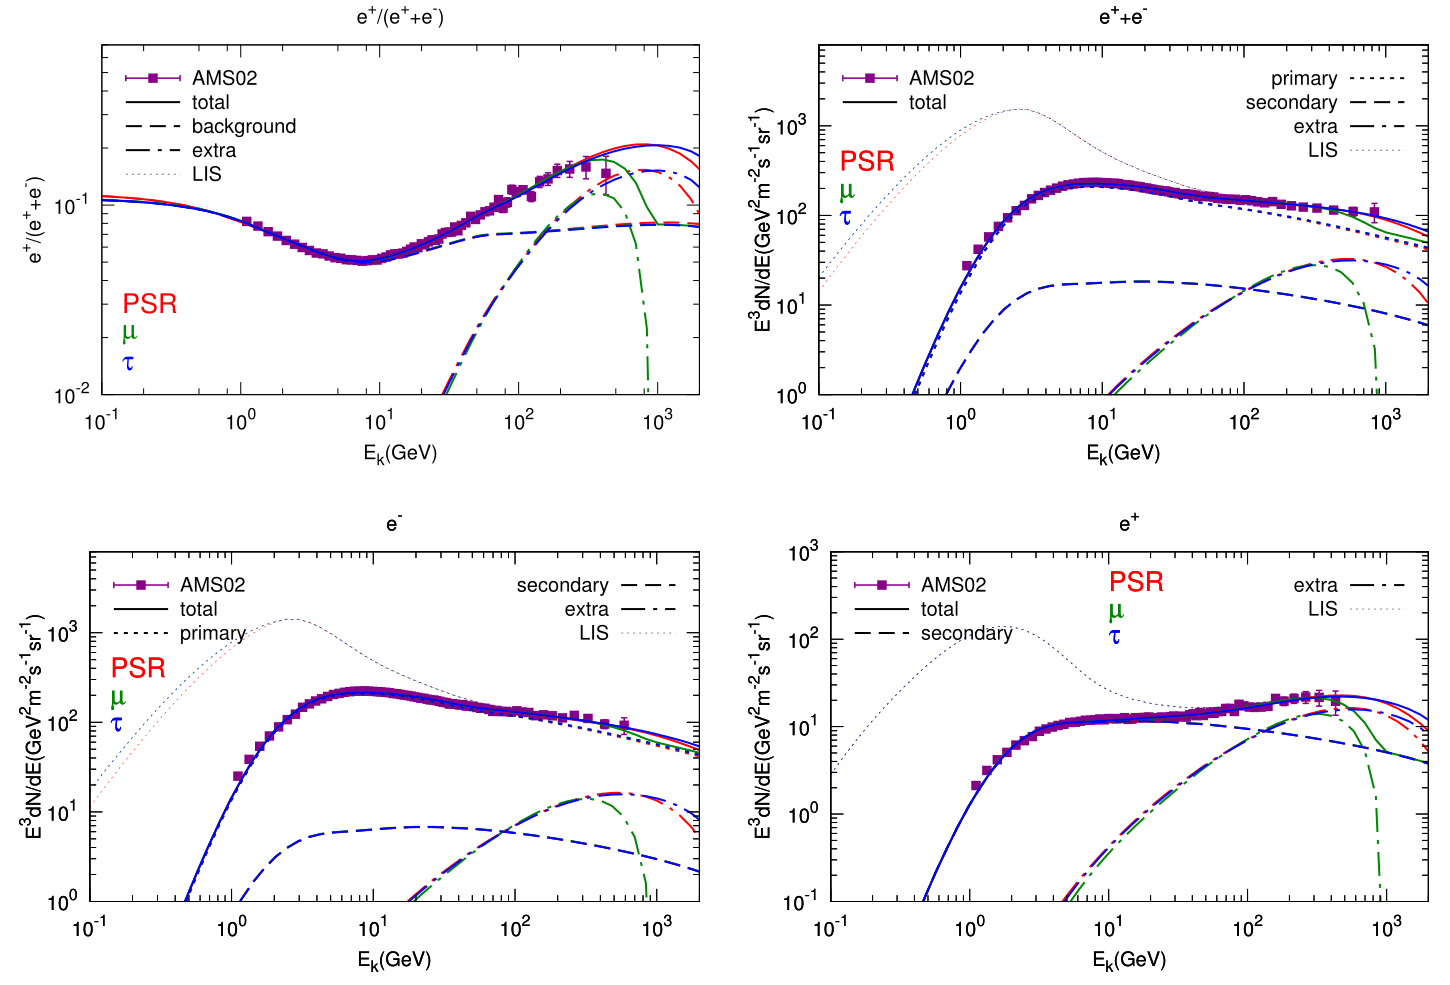 e⁺/(e⁺+e⁻)
AMS02
total
background
extra
LIS
PSR
μ
τ
e⁺/(e⁺+e⁻)
10⁻¹
10⁻²
10⁻¹ 10⁰ 10¹ 10² 10³
Eₖ(GeV)
e⁺+e⁻
AMS02
total
primary
secondary
extra
LIS
PSR
μ
τ
E³dN/dE(GeV²m⁻²s⁻¹sr⁻¹)
10³
10²
10¹
10⁰
10⁻¹ 10⁰ 10¹ 10² 10³
Eₖ(GeV)
e⁻
AMS02
total
primary
secondary
extra
LIS
PSR
μ
τ
E³dN/dE(GeV²m⁻²s⁻¹sr⁻¹)
10³
10²
10¹
10⁰
10⁻¹ 10⁰ 10¹ 10² 10³
Eₖ(GeV)
e⁺
AMS02
total
secondary
PSR
μ
τ
extra
LIS
E³dN/dE(GeV²m⁻²s⁻¹sr⁻¹)
10³
10²
10¹
10⁰
10⁻¹
10⁻¹ 10⁰ 10¹ 10² 10³
Eₖ(GeV)